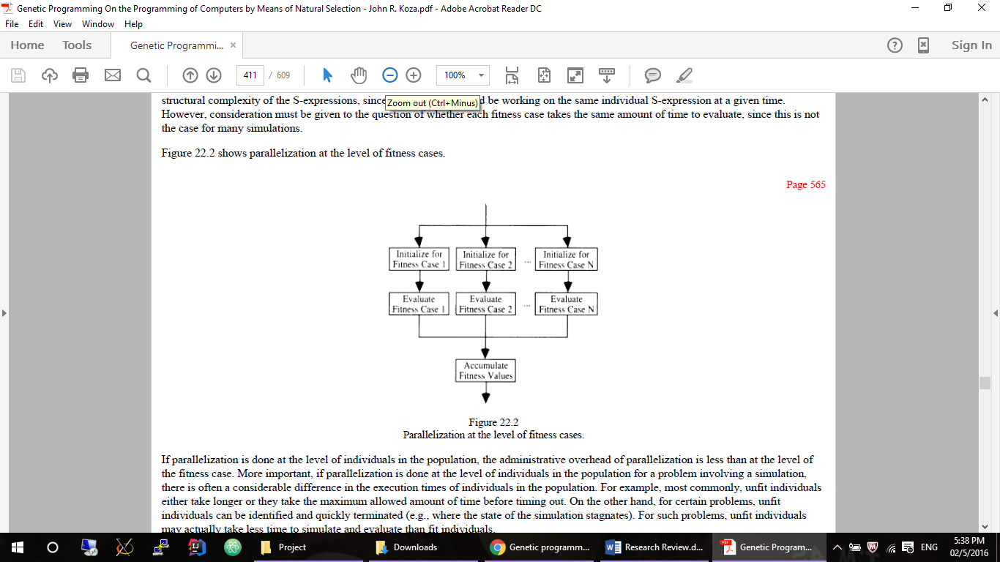 Genetic Programming On the Programming of Computers by Means of Natural Selection - John R. Koza.pdf - Adobe Acrobat Reader DC
File Edit View Window Help
Home Tools Genetic Programmi... × Sign In
411 / 609 100%
structural complexity of the S-expressions, since
Zoom out (Ctrl+Minus)
be working on the same individual S-expression at a given time.
However, consideration must be given to the question of whether each fitness case takes the same amount of time to evaluate, since this is not
the case for many simulations.
Figure 22.2 shows parallelization at the level of fitness cases.
Page 565
Initialize for Fitness Case 1
Initialize for Fitness Case 2
...
Initialize for Fitness Case N
Evaluate Fitness Case 1
Evaluate Fitness Case 2
...
Evaluate Fitness Case N
Accumulate
Fitness Values
Figure 22.2
Parallelization at the level of fitness cases.
If parallelization is done at the level of individuals in the population, the administrative overhead of parallelization is less than at the level of
the fitness case. More important, if parallelization is done at the level of individuals in the population for a problem involving a simulation,
there is often a considerable difference in the execution times of individuals in the population. For example, most commonly, unfit individuals
either take longer or they take the maximum allowed amount of time before timing out. On the other hand, for certain problems, unfit
individuals can be identified and quickly terminated (e.g., where the state of the simulation stagnates). For such problems, unfit individuals
may actually take less time to simulate and evaluate than fit individuals.
Project Downloads Genetic programm... Research Review.d... Genetic Program... ENG
5:38 PM
02/5/2016